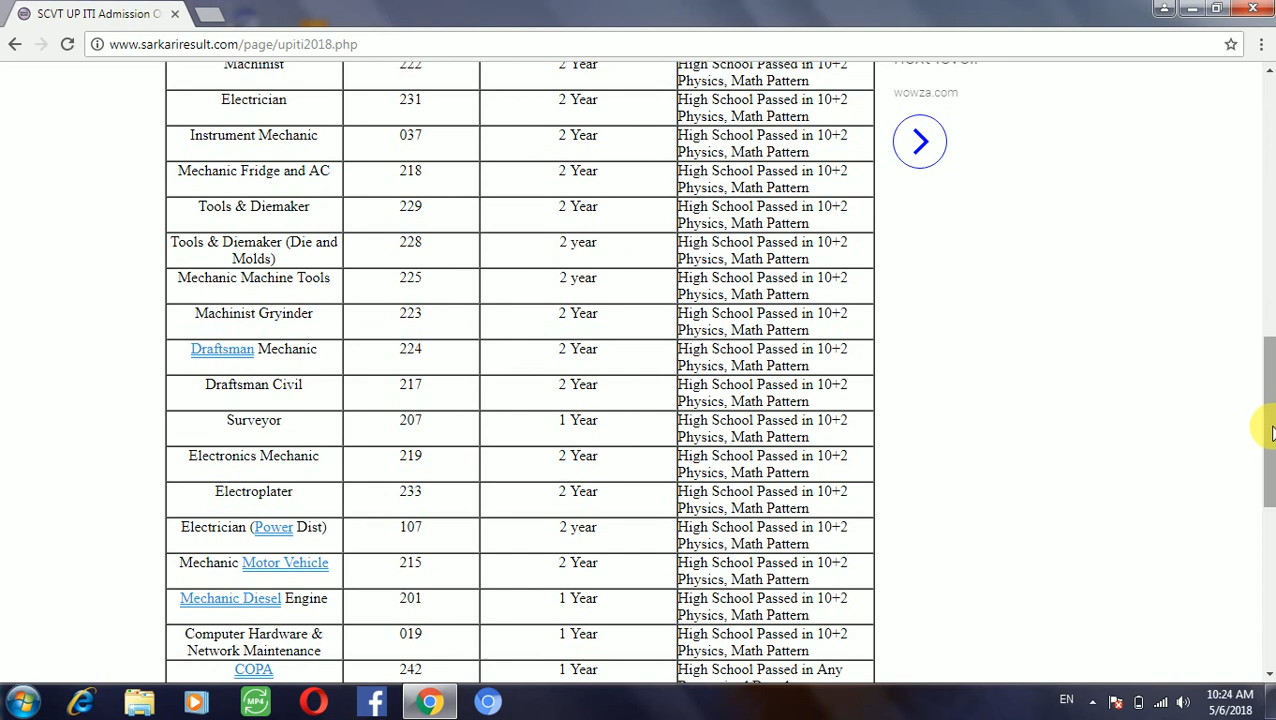 SCVT UP ITI Admission O
www.sarkariresult.com/page/upiti2018.php
Machinist 222 2 Year High School Passed in 10+2
Physics, Math Pattern
wowza.com
Electrician 231 2 Year High School Passed in 10+2
Physics, Math Pattern
Instrument Mechanic 037 2 Year High School Passed in 10+2
Physics, Math Pattern
Mechanic Fridge and AC 218 2 Year High School Passed in 10+2
Physics, Math Pattern
Tools & Diemaker 229 2 Year High School Passed in 10+2
Physics, Math Pattern
Tools & Diemaker (Die and 228 2 year High School Passed in 10+2
Molds) Physics, Math Pattern
Mechanic Machine Tools 225 2 year High School Passed in 10+2
Physics, Math Pattern
Machinist Gryinder 223 2 Year High School Passed in 10+2
Physics, Math Pattern
Draftsman Mechanic 224 2 Year High School Passed in 10+2
Physics, Math Pattern
Draftsman Civil 217 2 Year High School Passed in 10+2
Physics, Math Pattern
Surveyor 207 1 Year High School Passed in 10+2
Physics, Math Pattern
Electronics Mechanic 219 2 Year High School Passed in 10+2
Physics, Math Pattern
Electroplater 233 2 Year High School Passed in 10+2
Physics, Math Pattern
Electrician (Power Dist) 107 2 year High School Passed in 10+2
Physics, Math Pattern
Mechanic Motor Vehicle 215 2 Year High School Passed in 10+2
Physics, Math Pattern
Mechanic Diesel Engine 201 1 Year High School Passed in 10+2
Physics, Math Pattern
Computer Hardware & 019 1 Year High School Passed in 10+2
Network Maintenance Physics, Math Pattern
COPA 242 1 Year High School Passed in Any
MP4
EN
10:24 AM
5/6/2018